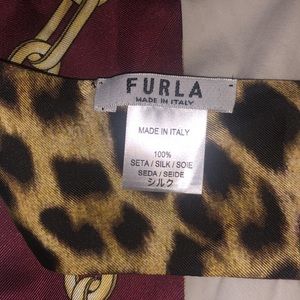 FURLA
MADE IN ITALY
MADE IN ITALY
100%
SETA / SILK / SOIE
SEDA / SEIDE
シルク